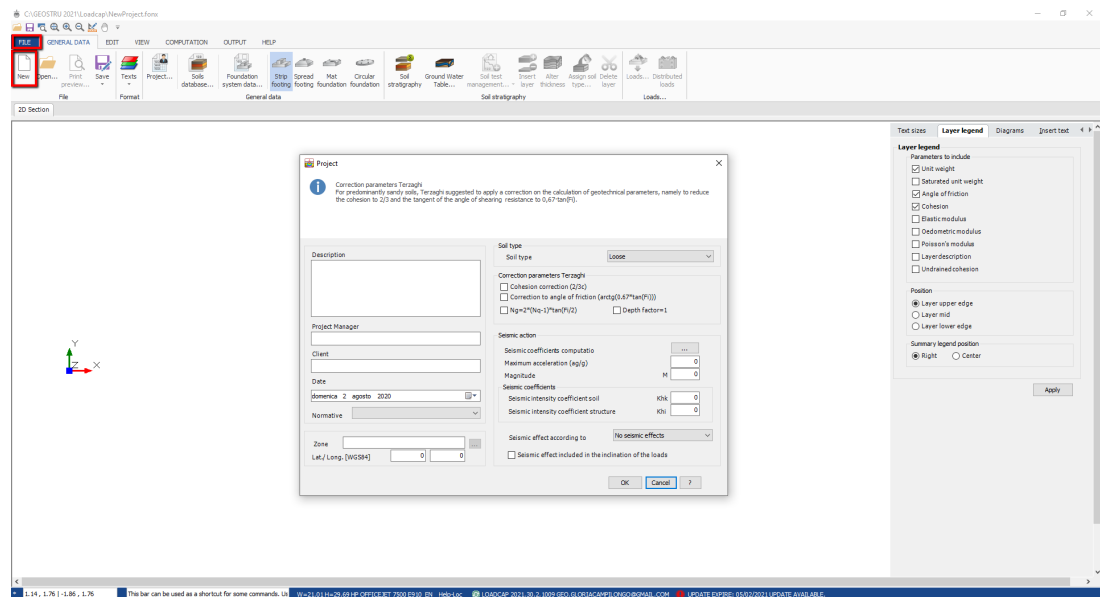 C:\GEOSTRU 2021\Loadcap\NewProject.fonx
FILE GENERAL DATA EDIT VIEW COMPUTATION OUTPUT HELP
New Open... Print preview... Save Texts Project... Soils database... Foundation system data... Strip footing Spread footing Mat foundation Circular foundation Soil stratigraphy Ground Water Table... Soil test management... Insert layer Alter thickness Assign soil type... Delete layer Loads... Distributed loads
File Format General data Soil stratigraphy Loads...
2D Section
Text sizes Layer legend Diagrams Insert text
Layer legend
Parameters to include
Unit weight
Saturated unit weight
Angle of friction
Cohesion
Elastic modulus
Oedometric modulus
Poisson's modulus
Layer description
Undrained cohesion
Position
Layer upper edge
Layer mid
Layer lower edge
Summary legend position
Right Center
Apply
Project
Correction parameters Terzaghi
For predominantly sandy soils, Terzaghi suggested to apply a correction on the calculation of geotechnical parameters, namely to reduce
the cohesion to 2/3 and the tangent of the angle of shearing resistance to 0,67·tan(Fi).
Description
Project Manager
Client
Date
domenica 2 agosto 2020
Normative
Zone ...
Lat./ Long. [WGS84] 0 0
Soil type
Soil type Loose
Correction parameters Terzaghi
Cohesion correction (2/3c)
Correction to angle of friction (arctg(0.67*tan(Fi)))
Ng=2*(Nq-1)*tan(Fi/2) Depth factor=1
Seismic action
Seismic coefficients computatio ...
Maximum acceleration (ag/g) 0
Magnitude M 0
Seismic coefficients
Seismic intensity coefficient soil Khk 0
Seismic intensity coefficient structure Khi 0
Seismic effect according to No seismic effects
Seismic effect included in the inclination of the loads
OK Cancel ?
Y
Z X
1.14 , 1.76 | -1.86 , 1.76 This bar can be used as a shortcut for some commands. Us W=21.01 H=29.69 HP OFFICEJET 7500 E910 EN Help-Loc LOADCAP 2021.30.2.1009 GEO.GLORIACAMPILONGO@GMAIL.COM UPDATE EXPIRE: 05/02/2021 UPDATE AVAILABLE.